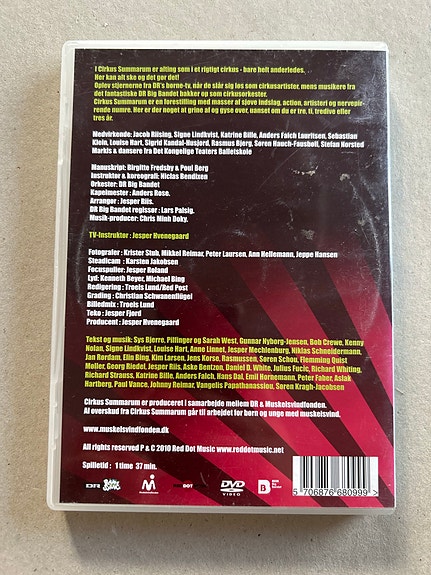 I Cirkus Summarum er alting som i et rigtigt cirkus - bare helt anderledes.
Her kan alt ske og det gør det!
Oplev stjernerne fra DR's børne-tv, når de slår sig løs som cirkusartister, mens musikere fra
det fantastiske DR Big Bandet bakker op som cirkusorkester.
Cirkus Summarum er en forestilling med masser af sjove indslag, action, artisteri og nervepir-
rende numre. Her er der noget at grine af og gyse over, uanset om du er tre, ti, tredive eller
tres år.
Medvirkende: Jacob Riising, Signe Lindkvist, Katrine Bille, Anders Falch Lauritsen, Sebastian
Klein, Louise Hart, Sigrid Kandal-Husjord, Rasmus Bjerg, Søren Hauch-Fausbøll, Stefan Norsted
Markis & dansere fra Det Kongelige Teaters Balletskole
Manuskript: Birgitte Fredsby & Poul Berg
Instruktør & koreografi: Niclas Bendixen
Orkester: DR Big Bandet
Kapelmester : Anders Rose.
Arrangør : Jesper Riis.
DR Big Bandet regissør : Lars Palsig.
Musik-producer: Chris Minh Doky.
TV-Instruktør : Jesper Hvenegaard
Fotografer : Krister Stub, Mikkel Reimar, Peter Laursen, Ann Hellemann, Jeppe Hansen
Steadicam : Karsten Jakobsen
Focuspuller: Jesper Roland
Lyd: Kenneth Reyer, Michael Bing
Redigering : Troels Lund/Red Post
Grading : Christian Schwanenflügel
Billedmix : Troels Lund
Teko : Jesper Fjord
Producent : Jesper Hvenegaard
Tekst og musik: Sys Bjerre, Pilfinger og Sarah West, Gunnar Nyborg-Jensen, Bob Crewe, Kenny
Nolan, Signe Lindkvist, Louise Hart, Anne Linnet, Jesper Mechlenburg, Niklas Schneidermann,
Jan Rørdam, Elin Bing, Kim Larsen, Jens Korse, Rasmussen, Søren Schou, Flemming Quist
Møller, Georg Riedel, Jesper Riis, Aske Bentzon, Daniel D. White. Julius Fucic, Richard Whiting,
Richard Strauss, Katrine Bille, Anders Falch, Hans Dal, Emil Hornemann, Peter Faber, Aslak
Hartberg, Paul Vance, Johnny Reimar, Vangelis Papathanassiou, Søren Kragh-Jacobsen
Cirkus Summarum er produceret i samarbejde mellem DR & Muskelsvindfonden.
Al overskud fra Cirkus Summarum går til arbejdet for børn og unge med muskelsvind.
www.muskelsvindfonden.dk
All rights reserved P & C 2010 Red Dot Music www.reddotmusic.net
Spilletid : 1 time 37 min.
DR
DOT
DVD
VIDEO
B
5 706876 680999 >